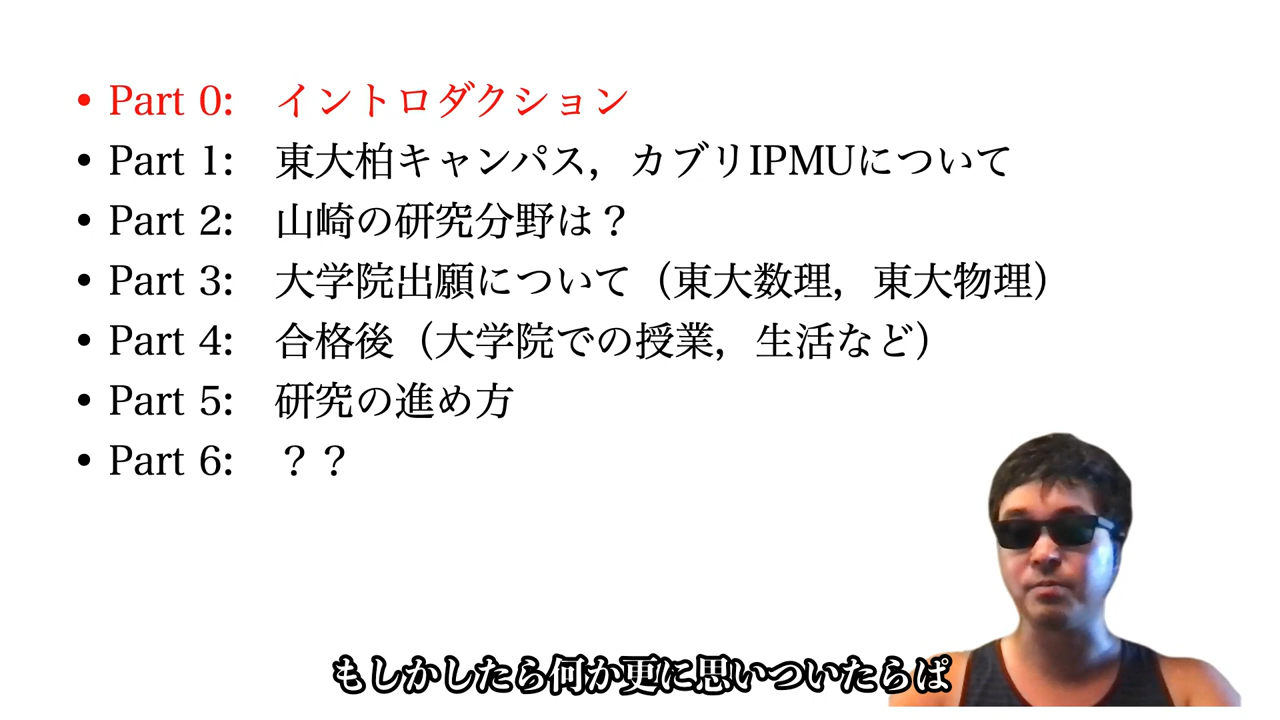 • Part 0: イントロダクション
• Part 1: 東大柏キャンパス，カブリIPMUについて
• Part 2: 山崎の研究分野は？
• Part 3: 大学院出願について（東大数理，東大物理）
• Part 4: 合格後（大学院での授業，生活など）
• Part 5: 研究の進め方
• Part 6: ？？
もしかしたら何か更に思いついたらぱ